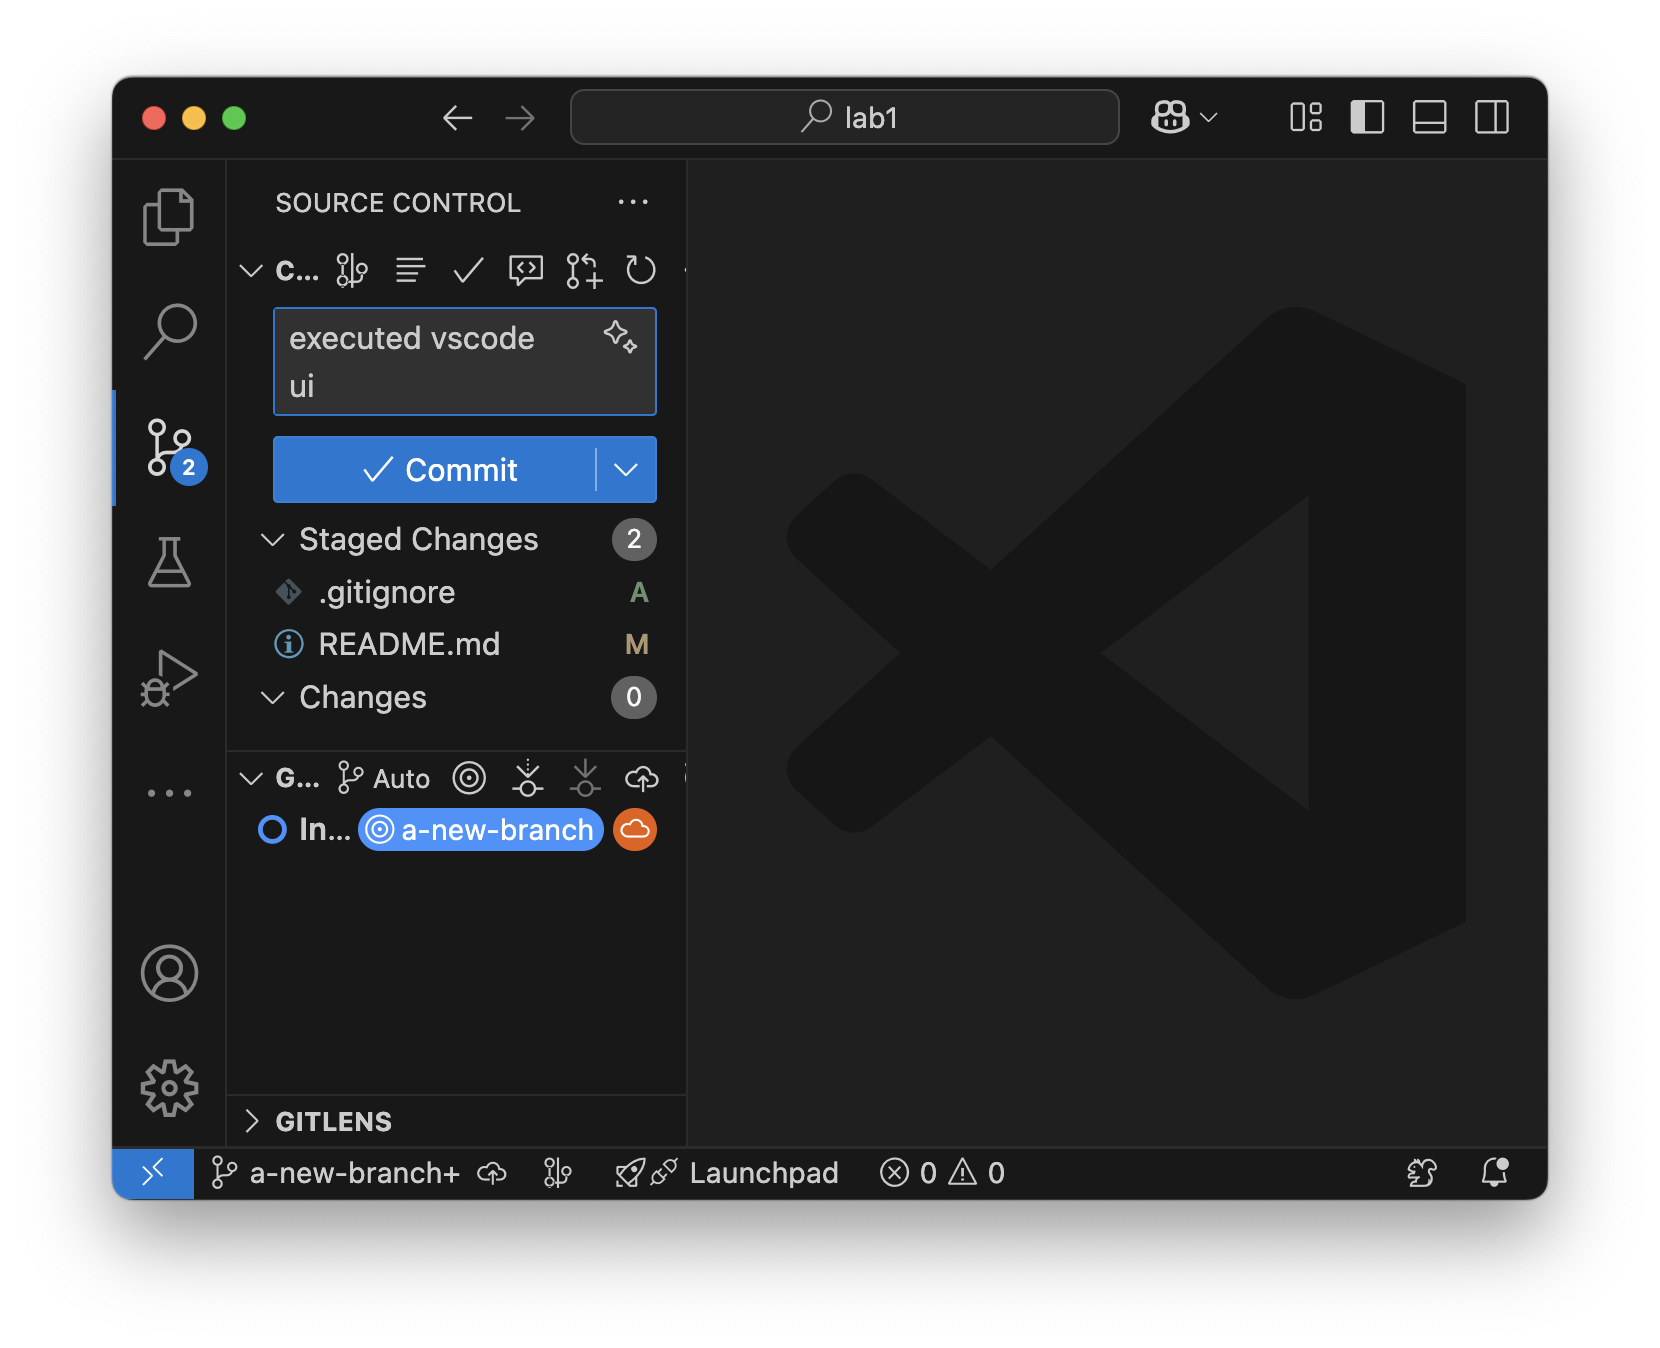 lab1
SOURCE CONTROL
C...
executed vscode
ui
Commit
2
Staged Changes 2
.gitignore A
README.md M
Changes 0
G... Auto
In... a-new-branch
GITLENS
a-new-branch+ Launchpad 0 0